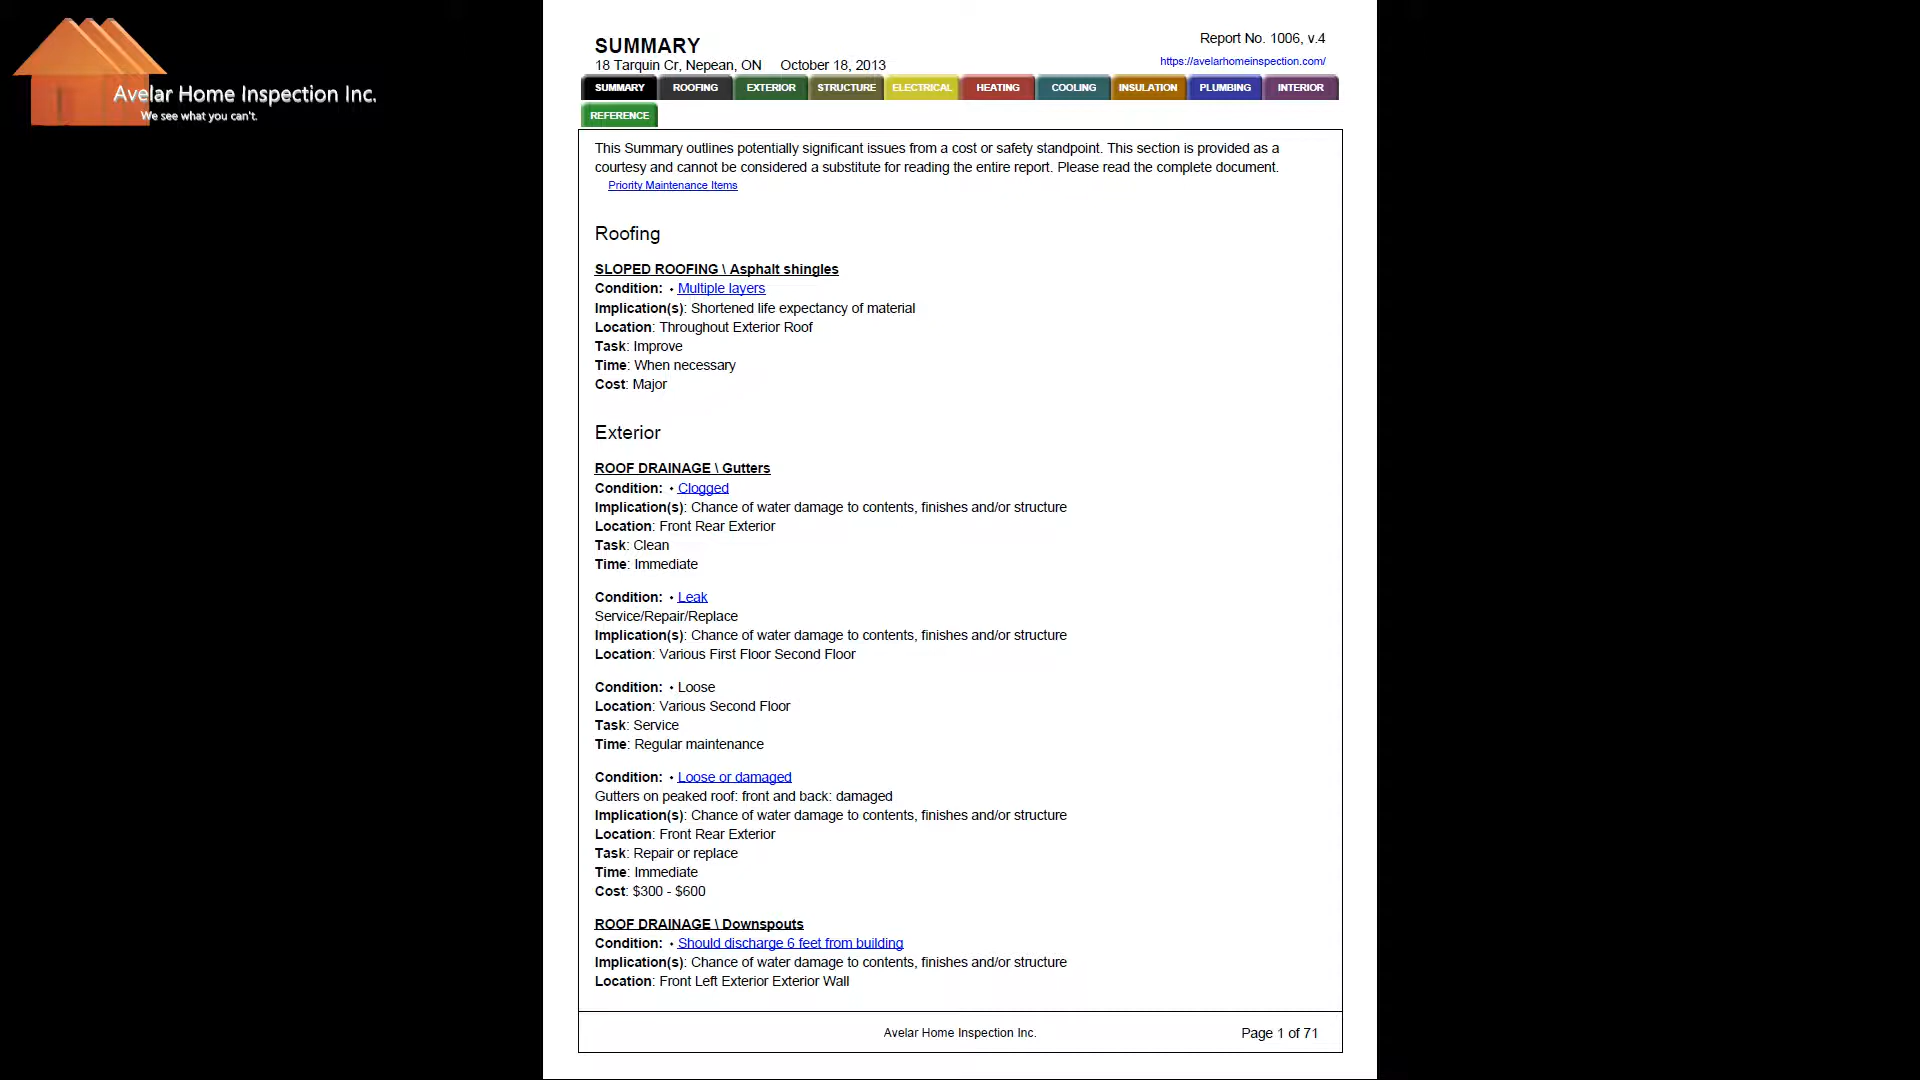 Avelar Home Inspection Inc.
We see what you can't.
SUMMARY
Report No. 1006, v.4
18 Tarquin Cr, Nepean, ON October 18, 2013
https://avelarhomeinspection.com/
SUMMARY ROOFING EXTERIOR STRUCTURE ELECTRICAL HEATING COOLING INSULATION PLUMBING INTERIOR
REFERENCE
This Summary outlines potentially significant issues from a cost or safety standpoint. This section is provided as a
courtesy and cannot be considered a substitute for reading the entire report. Please read the complete document.
Priority Maintenance Items
Roofing
SLOPED ROOFING \ Asphalt shingles
Condition: • Multiple layers
Implication(s): Shortened life expectancy of material
Location: Throughout Exterior Roof
Task: Improve
Time: When necessary
Cost: Major
Exterior
ROOF DRAINAGE \ Gutters
Condition: • Clogged
Implication(s): Chance of water damage to contents, finishes and/or structure
Location: Front Rear Exterior
Task: Clean
Time: Immediate
Condition: • Leak
Service/Repair/Replace
Implication(s): Chance of water damage to contents, finishes and/or structure
Location: Various First Floor Second Floor
Condition: • Loose
Location: Various Second Floor
Task: Service
Time: Regular maintenance
Condition: • Loose or damaged
Gutters on peaked roof: front and back: damaged
Implication(s): Chance of water damage to contents, finishes and/or structure
Location: Front Rear Exterior
Task: Repair or replace
Time: Immediate
Cost: $300 - $600
ROOF DRAINAGE \ Downspouts
Condition: • Should discharge 6 feet from building
Implication(s): Chance of water damage to contents, finishes and/or structure
Location: Front Left Exterior Exterior Wall
Avelar Home Inspection Inc.
Page 1 of 71